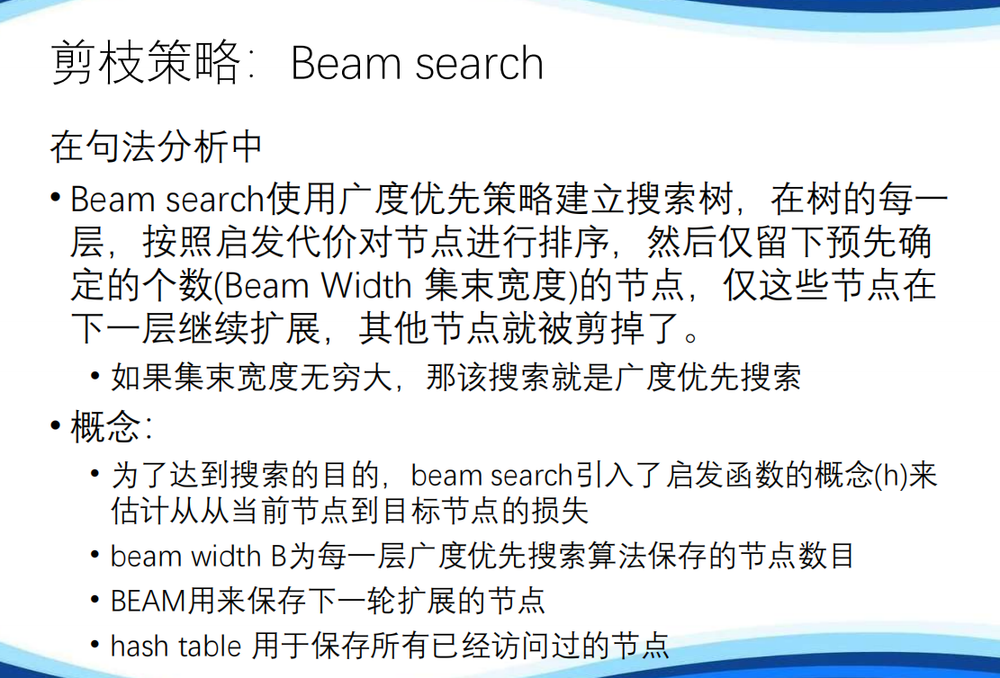 剪枝策略：Beam search
在句法分析中
• Beam search使用广度优先策略建立搜索树，在树的每一
层，按照启发代价对节点进行排序，然后仅留下预先确
定的个数(Beam Width 集束宽度)的节点，仅这些节点在
下一层继续扩展，其他节点就被剪掉了。
• 如果集束宽度无穷大，那该搜索就是广度优先搜索
• 概念：
• 为了达到搜索的目的，beam search引入了启发函数的概念(h)来
估计从从当前节点到目标节点的损失
• beam width B为每一层广度优先搜索算法保存的节点数目
• BEAM用来保存下一轮扩展的节点
• hash table 用于保存所有已经访问过的节点